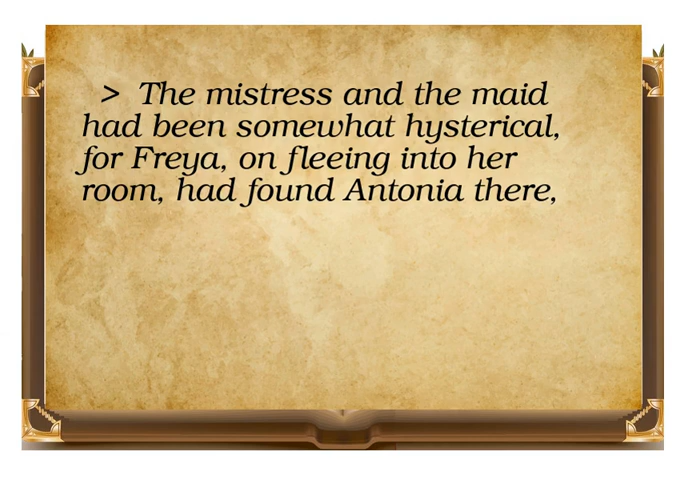 > The mistress and the maid
had been somewhat hysterical,
for Freya, on fleeing into her
room, had found Antonia there,